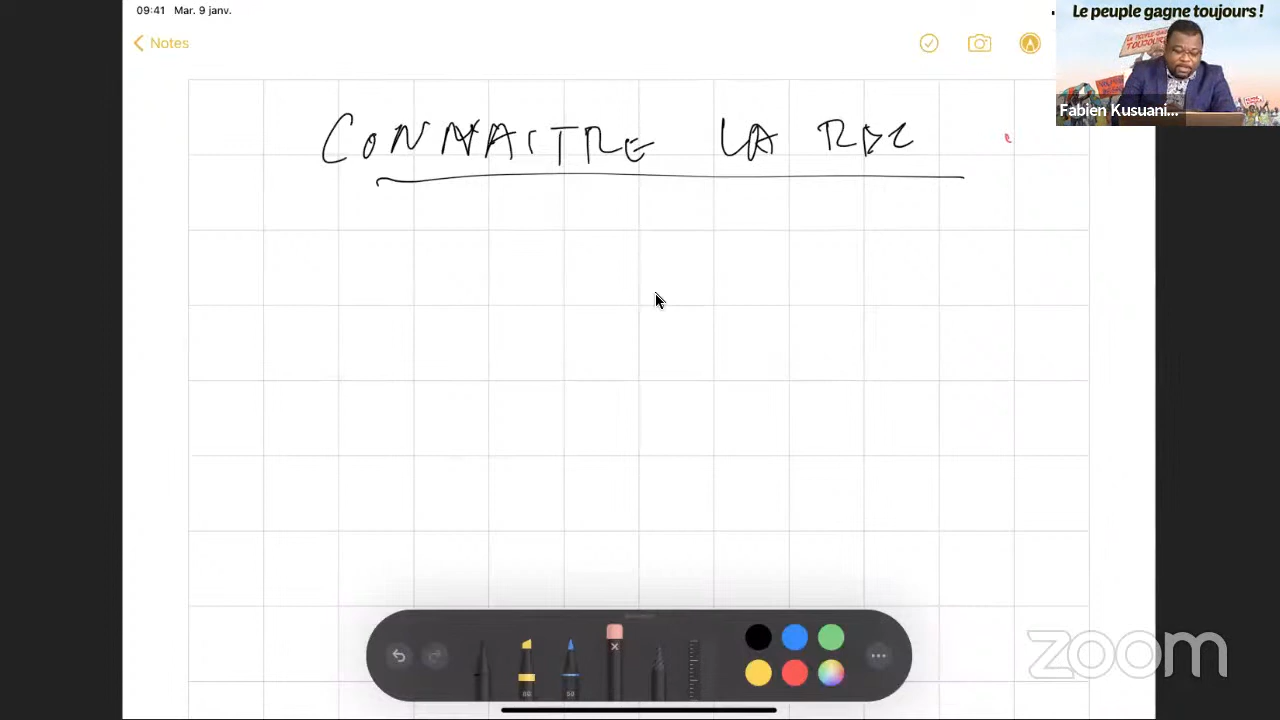 09:41 Mar. 9 janv.
Le peuple gagne toujours !
Notes
Fabien Kusuani...
CONNAITRE LA RDC
zoom